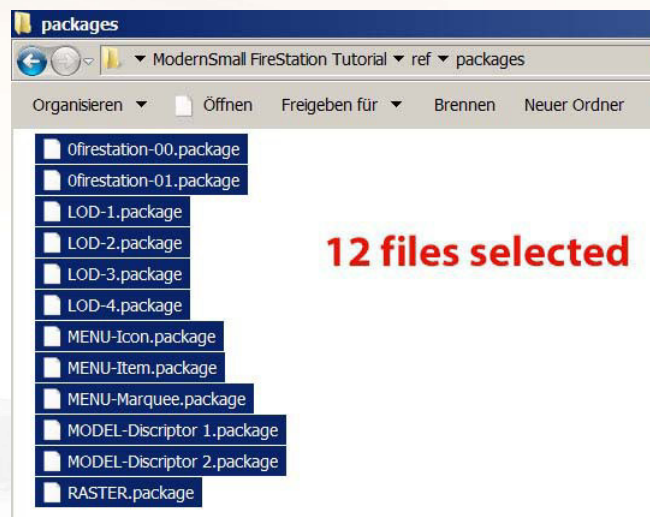 packages
ModernSmall FireStation Tutorial ref packages
Organisieren Öffnen Freigeben für Brennen Neuer Ordner
0firestation-00.package
0firestation-01.package
LOD-1.package
LOD-2.package
12 files selected
LOD-3.package
LOD-4.package
MENU-Icon.package
MENU-Item.package
MENU-Marquee.package
MODEL-Discriptor 1.package
MODEL-Discriptor 2.package
RASTER.package